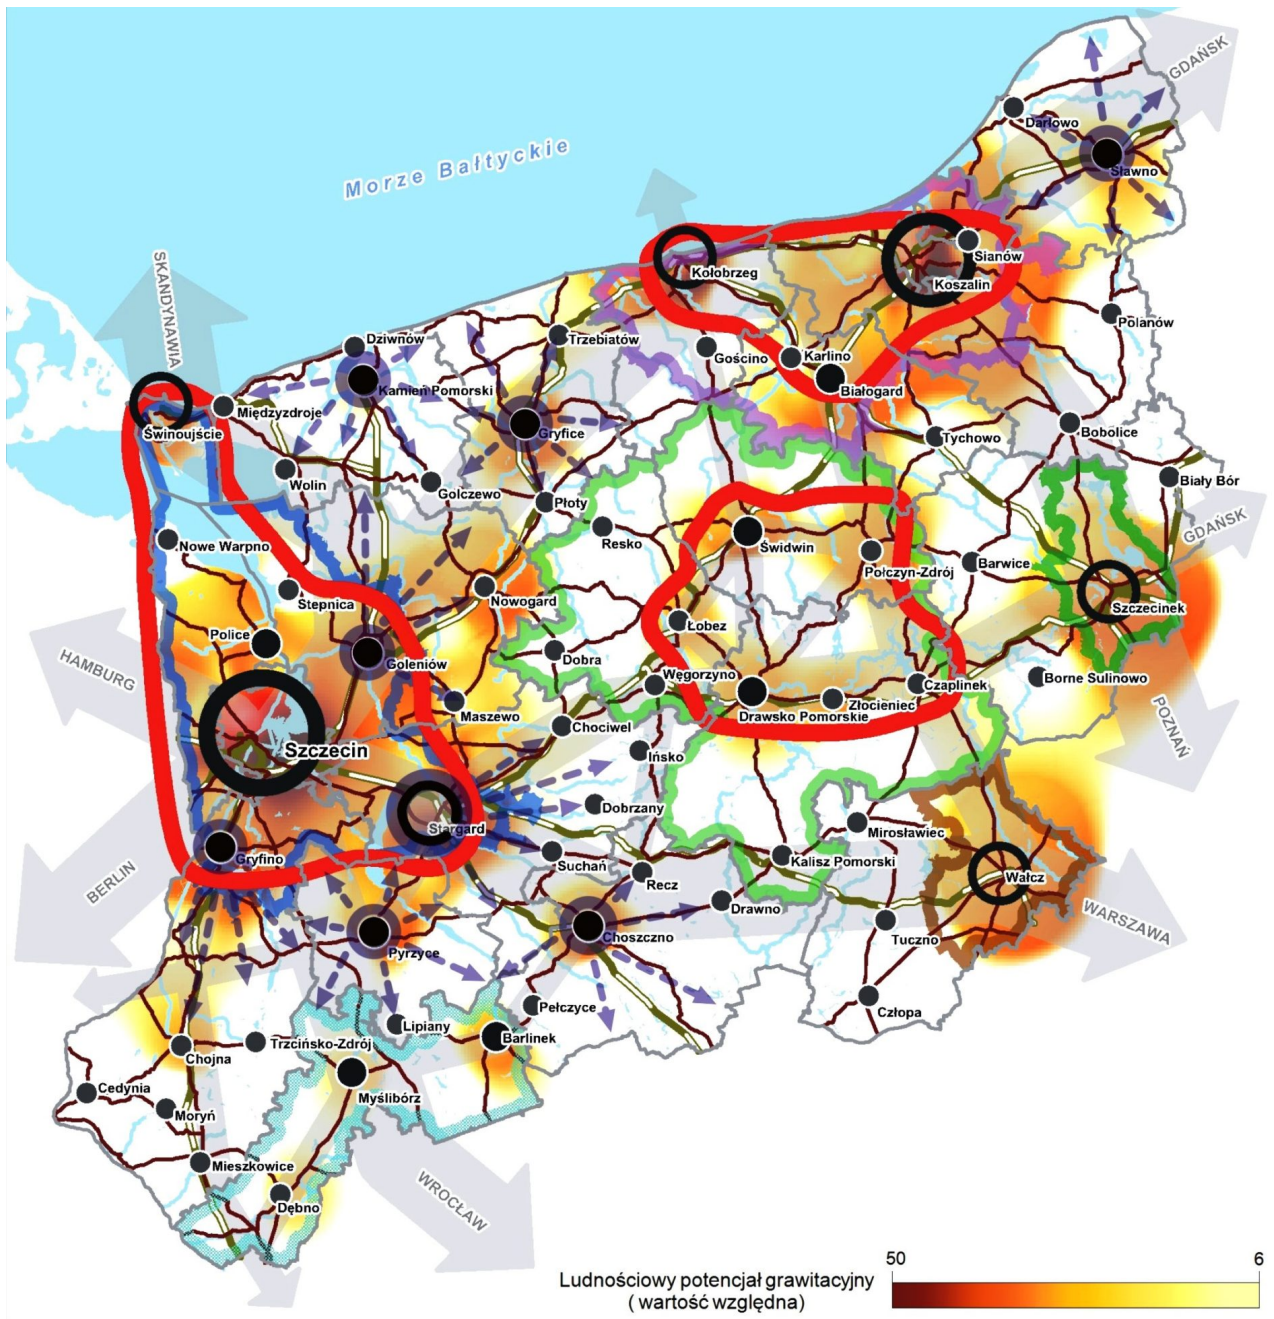 GDAŃSK
Darłowo
Sławno
Morze Bałtyckie
Sianów
Kołobrzeg
Koszalin
SKANDYNAWIA
Polanów
Dziwnów
Trzebiatów
Gościno
Karlino
Kamień Pomorski
Białogard
Międzyzdroje
Świnoujście
Gryfice
Tychowo
Bobolice
Wolin
Golczewo
Biały Bór
Płoty
GDAŃSK
Nowe Warpno
Resko
Świdwin
Połczyn-Zdrój
Barwice
Stepnica
Nowogard
Szczecinek
Police
Łobez
HAMBURG
Goleniów
Dobra
Węgorzyno
Czaplinek
Borne Sulinowo
Maszewo
Drawsko Pomorskie
Złocieniec
Chociwel
POZNAŃ
Szczecin
Ińsko
Dobrzany
Stargard
Mirosławiec
Gryfino
Suchań
Kalisz Pomorski
BERLIN
Recz
Wałcz
Drawno
WARSZAWA
Choszczno
Tuczno
Pyrzyce
Pełczyce
Człopa
Lipiany
Barlinek
Trzcińsko-Zdrój
Chojna
Cedynia
Myślibórz
Moryń
Mieszkowice
WROCŁAW
Dębno
50 6
Ludnościowy potencjał grawitacyjny
( wartość względna)